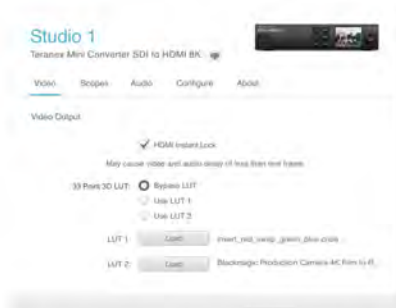 Studio 1
Teranex Mini Converter SDI to HDMI 8K
Video Scopes Audio Configure About
Video Output
HDMI Instant Lock
May cause video and audio delay of less than one frame.
33 Point 3D LUT: Bypass LUT
Use LUT 1
Use LUT 2
LUT 1: Load
LUT 2: Load Blackmagic Production Camera 4K Film to R...